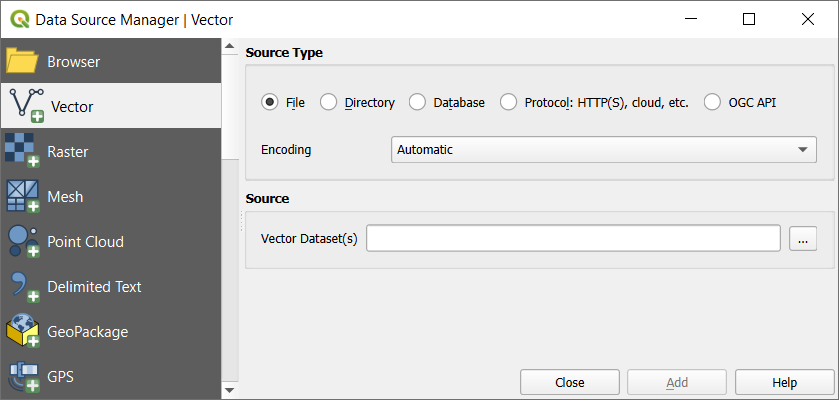 Data Source Manager | Vector
Browser
Vector
Raster
Mesh
Point Cloud
Delimited Text
GeoPackage
GPS
Source Type
File Directory Database Protocol: HTTP(S), cloud, etc. OGC API
Encoding Automatic
Source
Vector Dataset(s) ...
Close Add Help